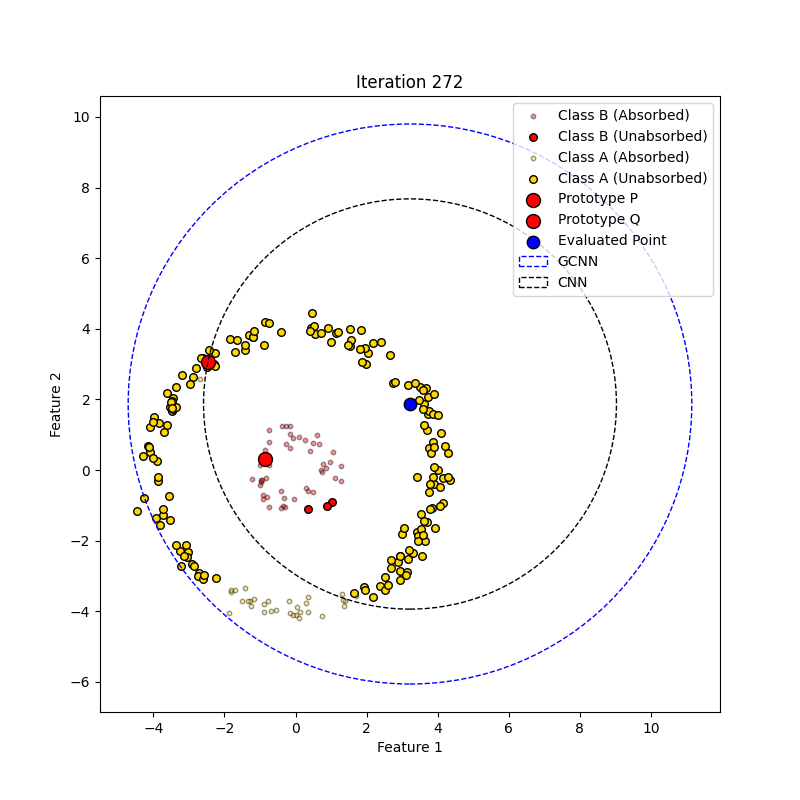 Iteration 272
Class B (Absorbed)
Class B (Unabsorbed)
Class A (Absorbed)
Class A (Unabsorbed)
Prototype P
Prototype Q
Evaluated Point
GCNN
CNN
10
8
6
4
2
0
−2
−4
−6
Feature 2
−4 −2 0 2 4 6 8 10
Feature 1